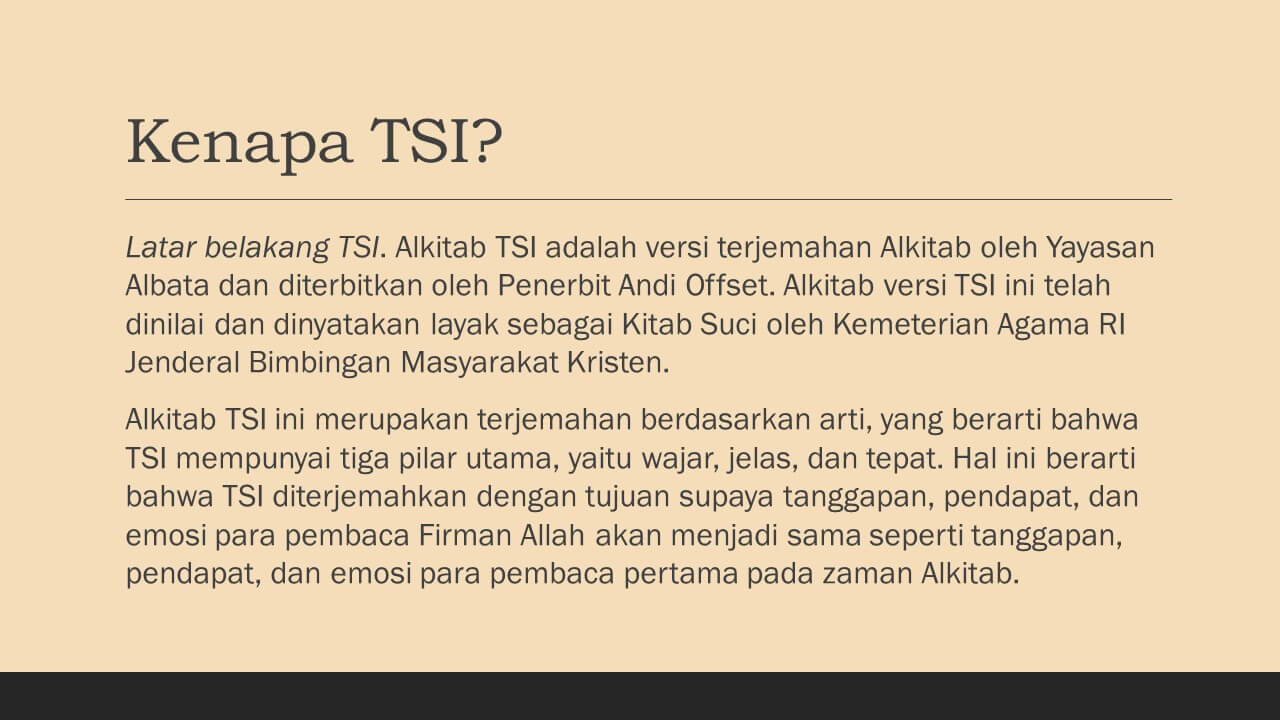 Kenapa TSI?
Latar belakang TSI. Alkitab TSI adalah versi terjemahan Alkitab oleh Yayasan
Albata dan diterbitkan oleh Penerbit Andi Offset. Alkitab versi TSI ini telah
dinilai dan dinyatakan layak sebagai Kitab Suci oleh Kemeterian Agama RI
Jenderal Bimbingan Masyarakat Kristen.
Alkitab TSI ini merupakan terjemahan berdasarkan arti, yang berarti bahwa
TSI mempunyai tiga pilar utama, yaitu wajar, jelas, dan tepat. Hal ini berarti
bahwa TSI diterjemahkan dengan tujuan supaya tanggapan, pendapat, dan
emosi para pembaca Firman Allah akan menjadi sama seperti tanggapan,
pendapat, dan emosi para pembaca pertama pada zaman Alkitab.